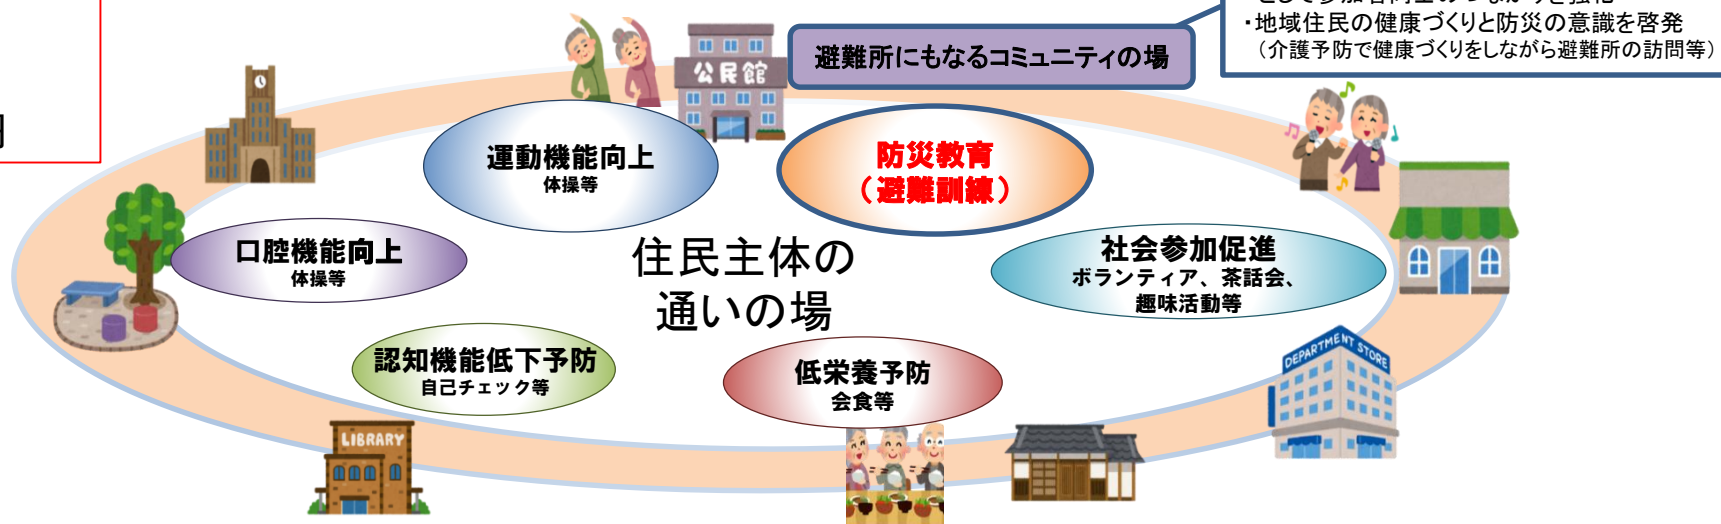 ・地域住民の健康づくりと防災の意識を啓発
（介護予防で健康づくりをしながら避難所の訪問等）
避難所にもなるコミュニティの場
公民館
運動機能向上
体操等
防災教育
（避難訓練）
口腔機能向上
体操等
住民主体の
通いの場
社会参加促進
ボランティア、茶話会、
趣味活動等
認知機能低下予防
自己チェック等
低栄養予防
会食等
DEPARTMENT STORE
LIBRARY